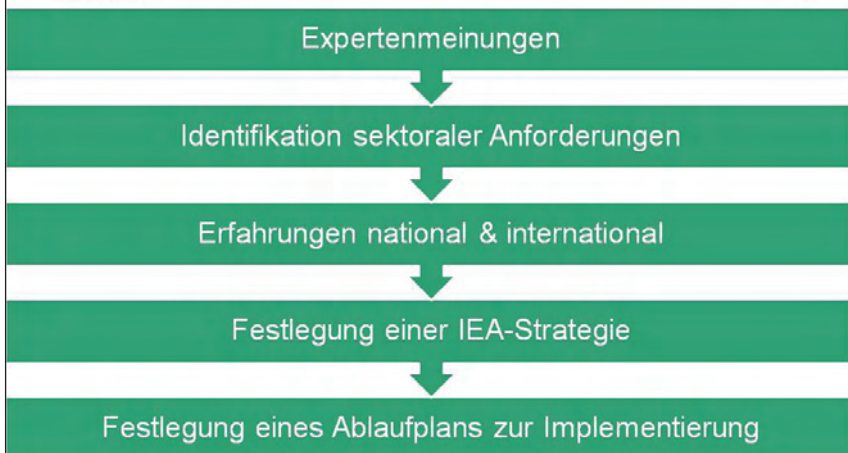 Expertenmeinungen
Identifikation sektoraler Anforderungen
Erfahrungen national & international
Festlegung einer IEA-Strategie
Festlegung eines Ablaufplans zur Implementierung